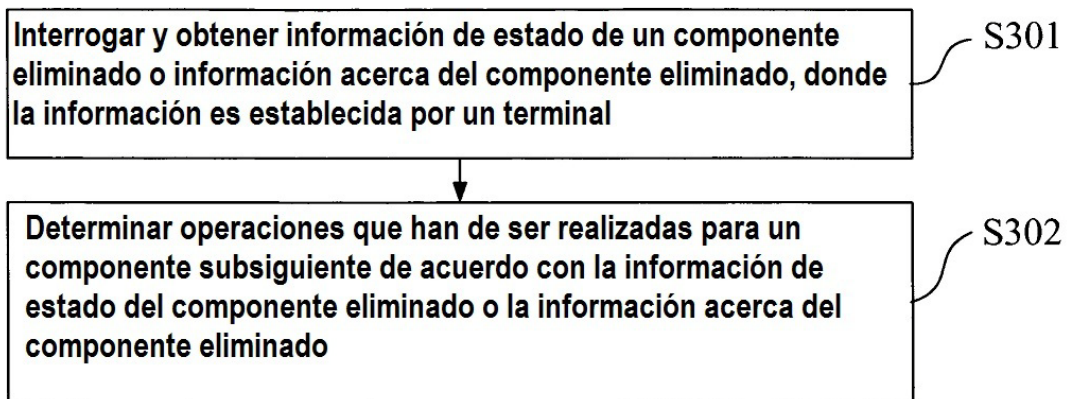 Interrogar y obtener información de estado de un componente
eliminado o información acerca del componente eliminado, donde
la información es establecida por un terminal
S301
Determinar operaciones que han de ser realizadas para un
componente subsiguiente de acuerdo con la información de
estado del componente eliminado o la información acerca del
componente eliminado
S302